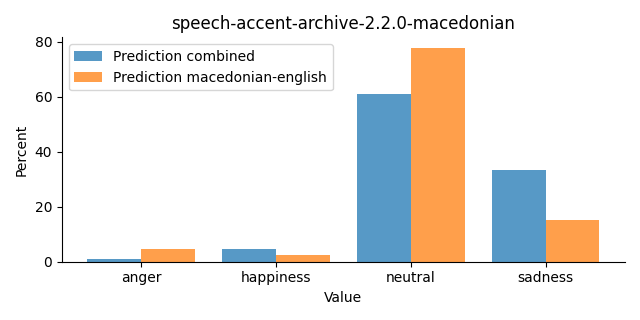 speech-accent-archive-2.2.0-macedonian
Prediction combined
Prediction macedonian-english
Percent
80
60
40
20
0
anger
happiness
neutral
sadness
Value